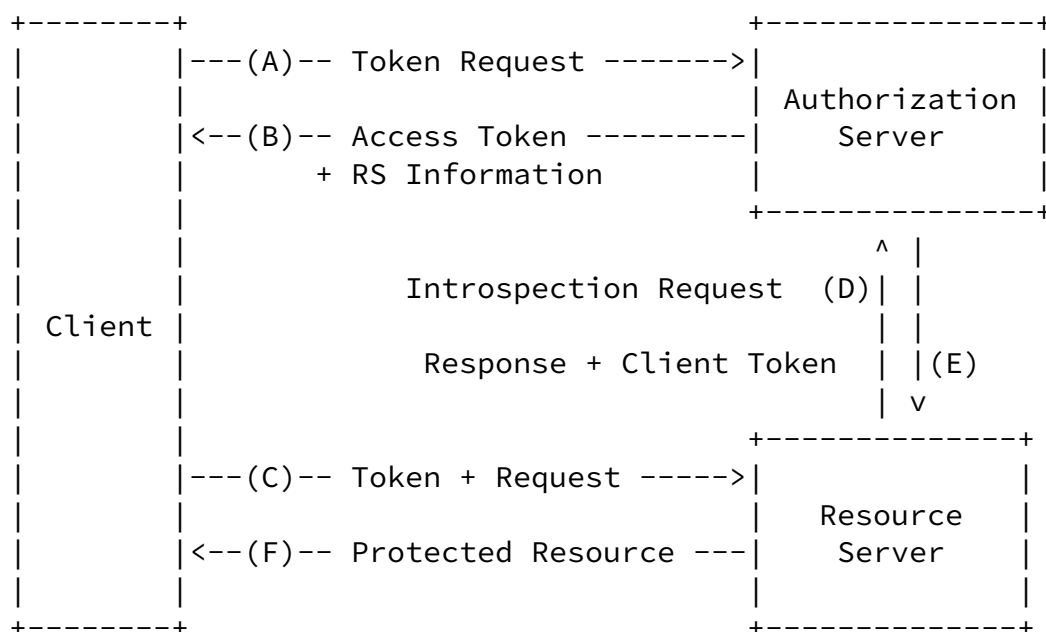 (A) Token Request
Authorization
(B) Access Token Server
+ RS Information
Introspection Request (D)
Client
Response + Client Token (E)
(C) Token + Request
Resource
(F) Protected Resource Server